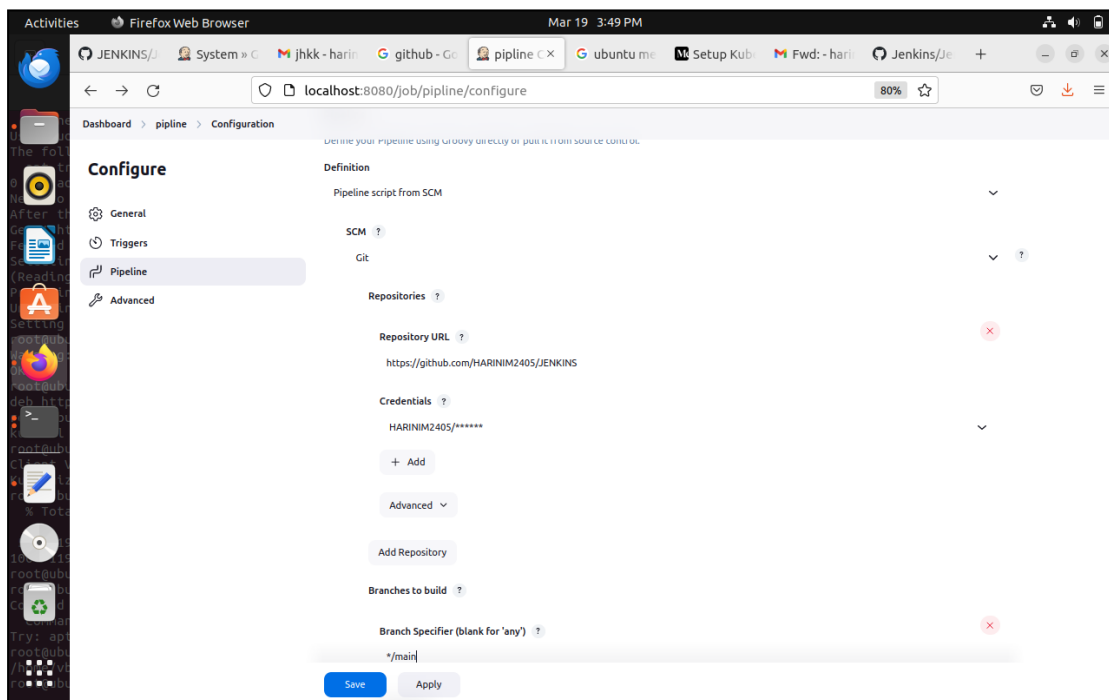 Activities Firefox Web Browser Mar 19 3:49 PM
JENKINS/J System » C jhkk - harin github - Go pipline C ubuntu me Setup Kub Fwd: - hari Jenkins/Je
localhost:8080/job/pipline/configure 80%
Dashboard > pipline > Configuration
Define your Pipeline using Groovy directly or pull it from source control.
Configure
General
Triggers
Pipeline
Advanced
Definition
Pipeline script from SCM
SCM ?
Git ?
Repositories ?
Repository URL ?
https://github.com/HARINIM2405/JENKINS
Credentials ?
HARINIM2405/******
+ Add
Advanced
Add Repository
Branches to build ?
Branch Specifier (blank for 'any') ?
*/main
Save Apply